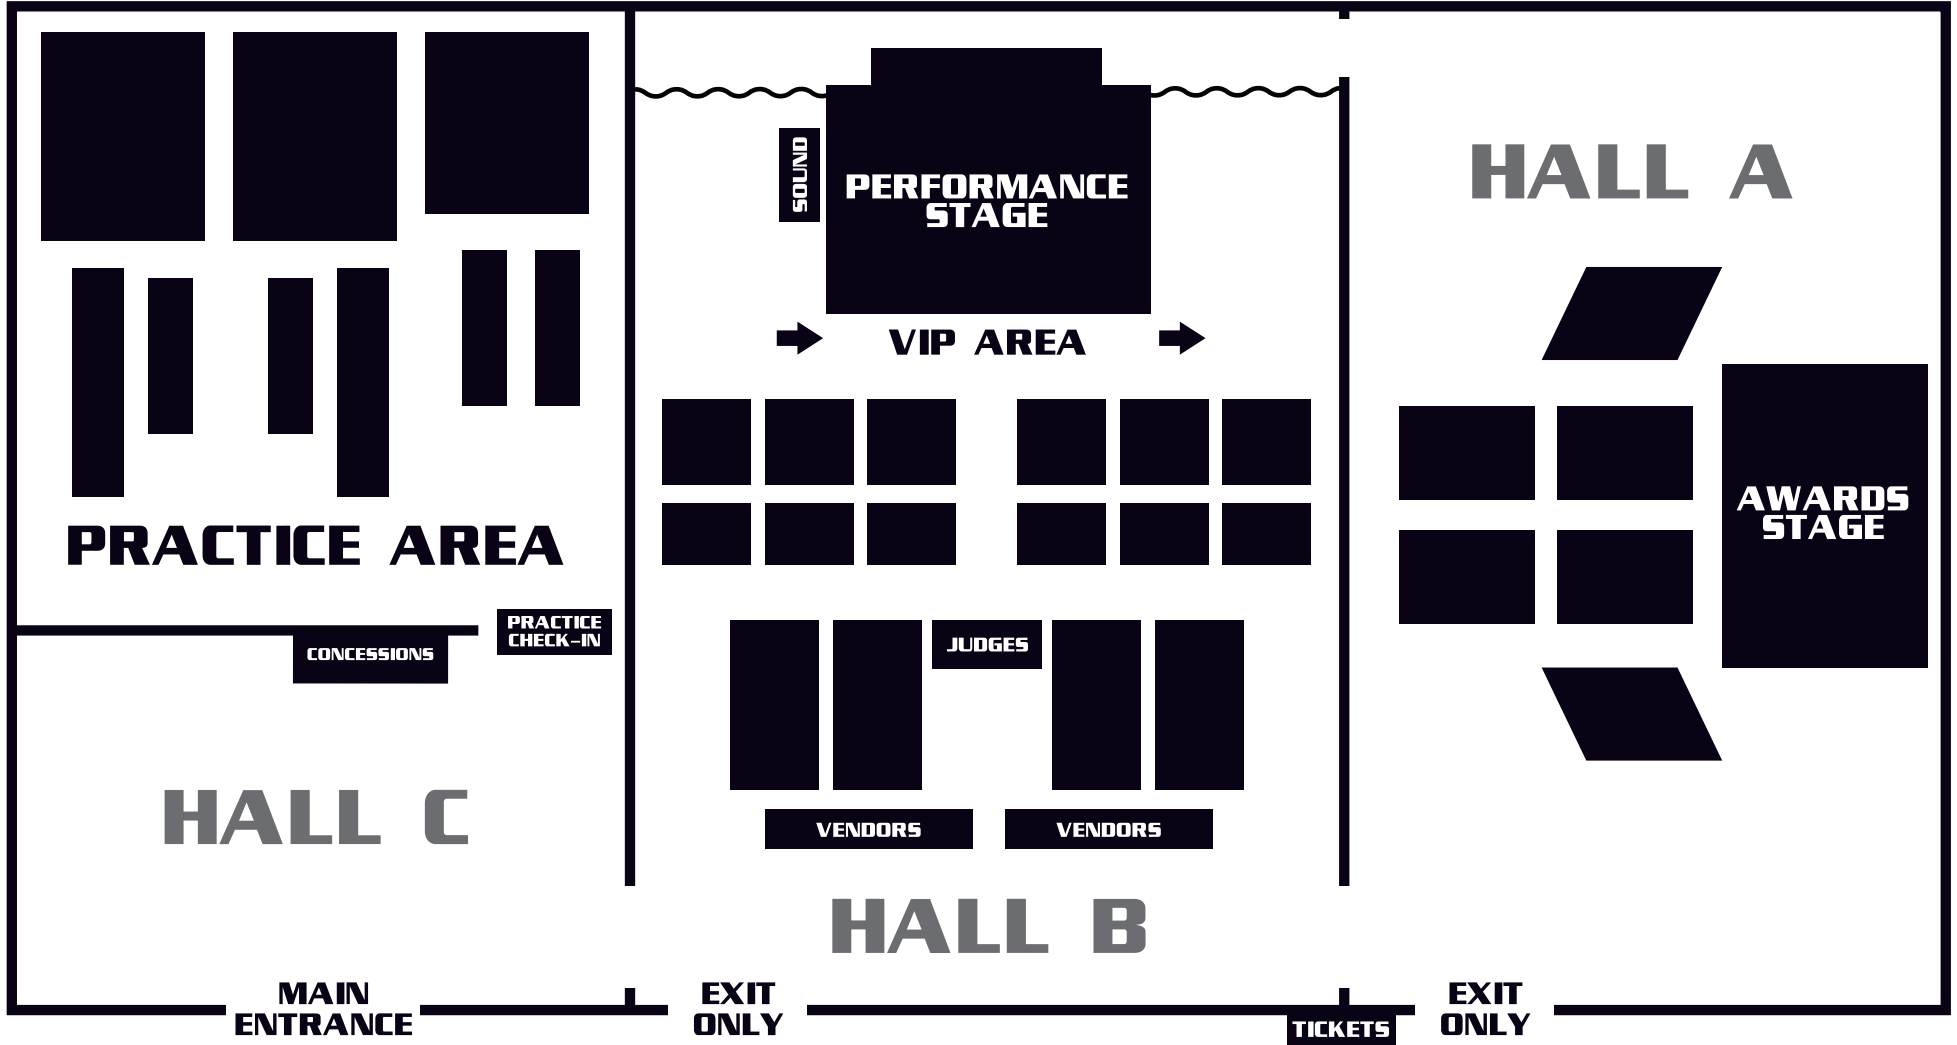 SOUND
PERFORMANCE
STAGE
HALL A
VIP AREA
AWARDS
STAGE
PRACTICE AREA
PRACTICE
CHECK-IN
CONCESSIONS
JUDGES
HALL C
VENDORS
VENDORS
HALL B
MAIN
ENTRANCE
EXIT
ONLY
TICKETS
EXIT
ONLY